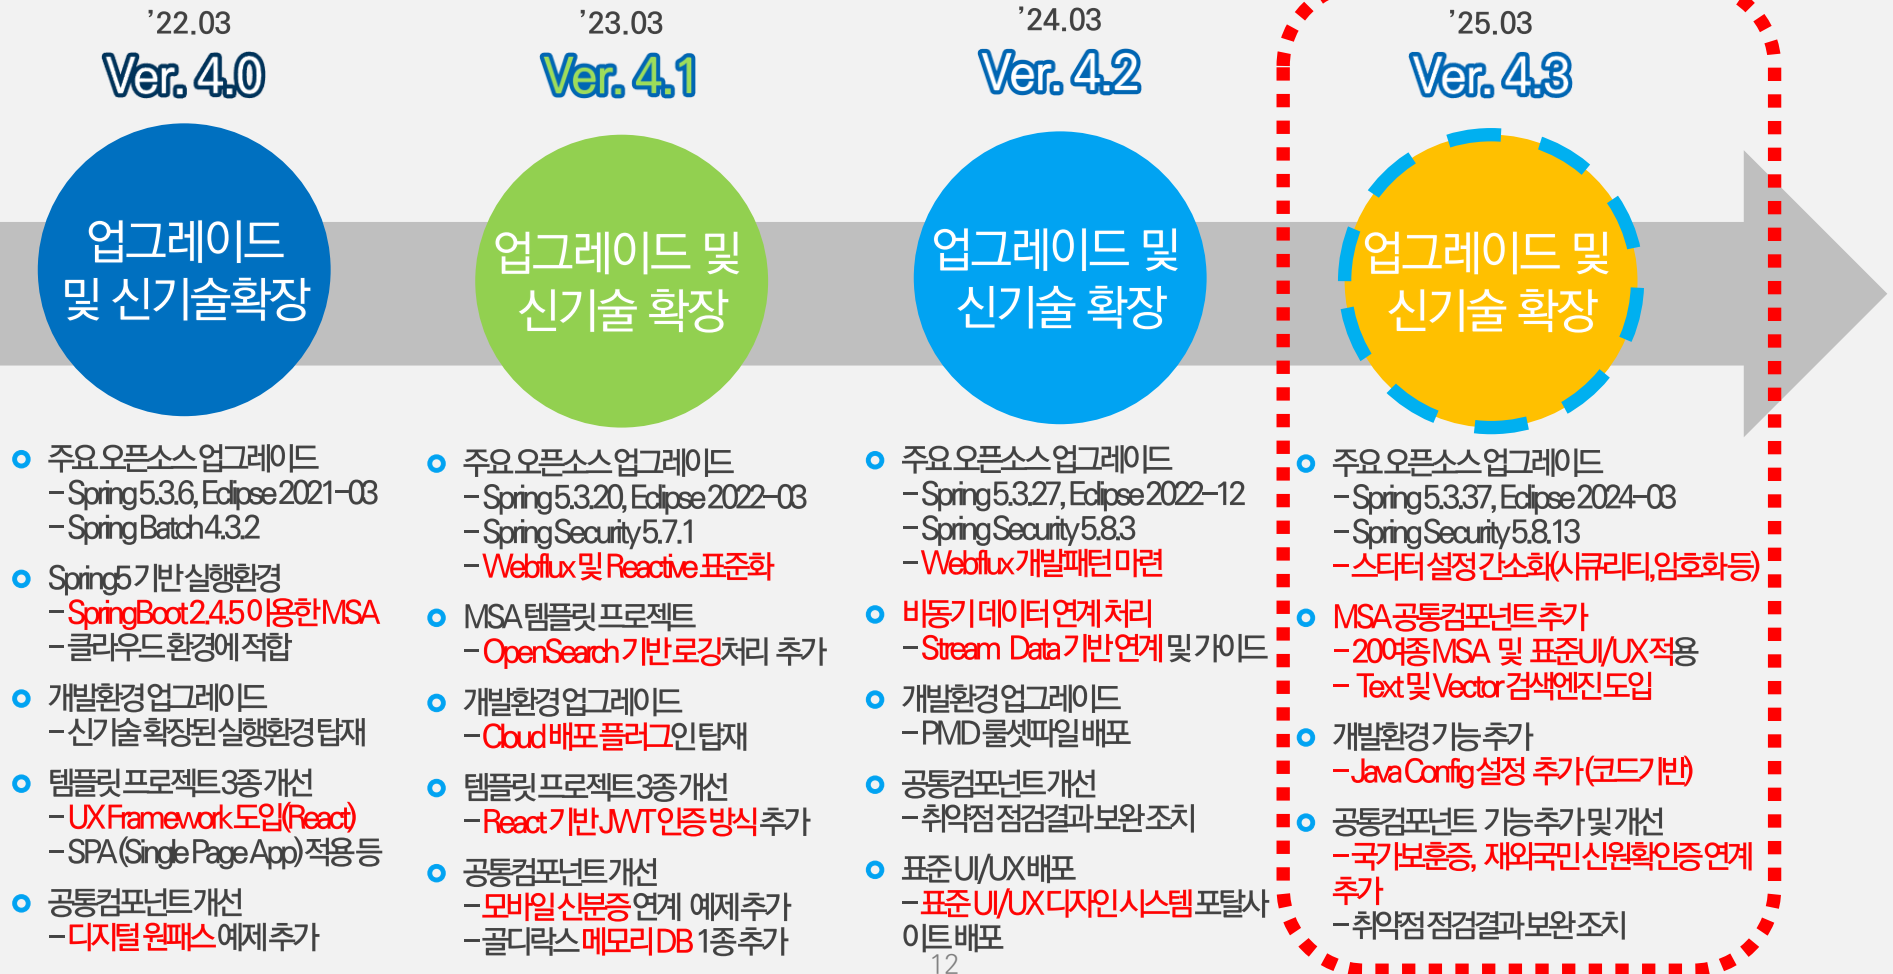 ’22.03
Ver. 4.0
업그레이드
및 신기술확장
주요 오픈소스 업그레이드
– Spring 5.3.6, Eclipse 2021-03
– Spring Batch 4.3.2
Spring5 기반 실행환경
– SpringBoot 2.4.5 이용한 MSA
– 클라우드 환경에 적합
개발환경 업그레이드
– 신기술 확장된 실행환경 탑재
템플릿 프로젝트 3종 개선
– UX Framework 도입(React)
– SPA (Single Page App) 적용 등
공통컴포넌트 개선
– 디지털 원패스 예제 추가
’23.03
Ver. 4.1
업그레이드 및
신기술 확장
주요 오픈소스 업그레이드
– Spring 5.3.20, Eclipse 2022-03
– Spring Security 5.7.1
– Webflux 및 Reactive 표준화
MSA 템플릿 프로젝트
– OpenSearch 기반 로깅처리 추가
개발환경 업그레이드
– Cloud 배포 플러그인 탑재
템플릿 프로젝트 3종 개선
– React 기반 JWT 인증 방식 추가
공통컴포넌트 개선
– 모바일 신분증 연계 예제 추가
– 골디락스 메모리 DB 1종 추가
’24.03
Ver. 4.2
업그레이드 및
신기술 확장
주요 오픈소스 업그레이드
– Spring 5.3.27, Eclipse 2022-12
– Spring Security 5.8.3
– Webflux 개발패턴 마련
비동기 데이터 연계 처리
– Stream Data 기반 연계 및 가이드
개발환경 업그레이드
– PMD 룰셋파일 배포
공통컴포넌트 개선
– 취약점 점검결과 보완 조치
표준 UI/UX 배포
– 표준 UI/UX 디자인 시스템 포탈사
이트 배포
’25.03
Ver. 4.3
업그레이드 및
신기술 확장
주요 오픈소스 업그레이드
– Spring 5.3.37, Eclipse 2024-03
– Spring Security 5.8.13
– 스타터 설정 간소화(시큐리티,암호화 등)
MSA 공통컴포넌트 추가
– 20여종 MSA 및 표준UI/UX 적용
– Text 및 Vector 검색엔진 도입
개발환경 기능 추가
– Java Config 설정 추가 (코드기반)
공통컴포넌트 기능 추가 및 개선
– 국가보훈증, 재외국민 신원확인증 연계
추가
– 취약점 점검결과 보완 조치
12